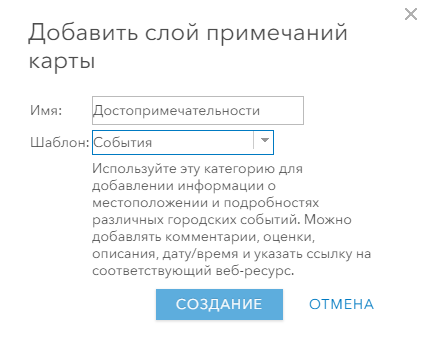 Добавить слой примечаний
карты
Имя: Достопримечательности
Шаблон: События
Используйте эту категорию для
добавлении информации о
местоположении и подробностях
различных городских событий. Можно
добавлять комментарии, оценки,
описания, дату/время и указать ссылку на
соответствующий веб-ресурс.
СОЗДАНИЕ ОТМЕНА